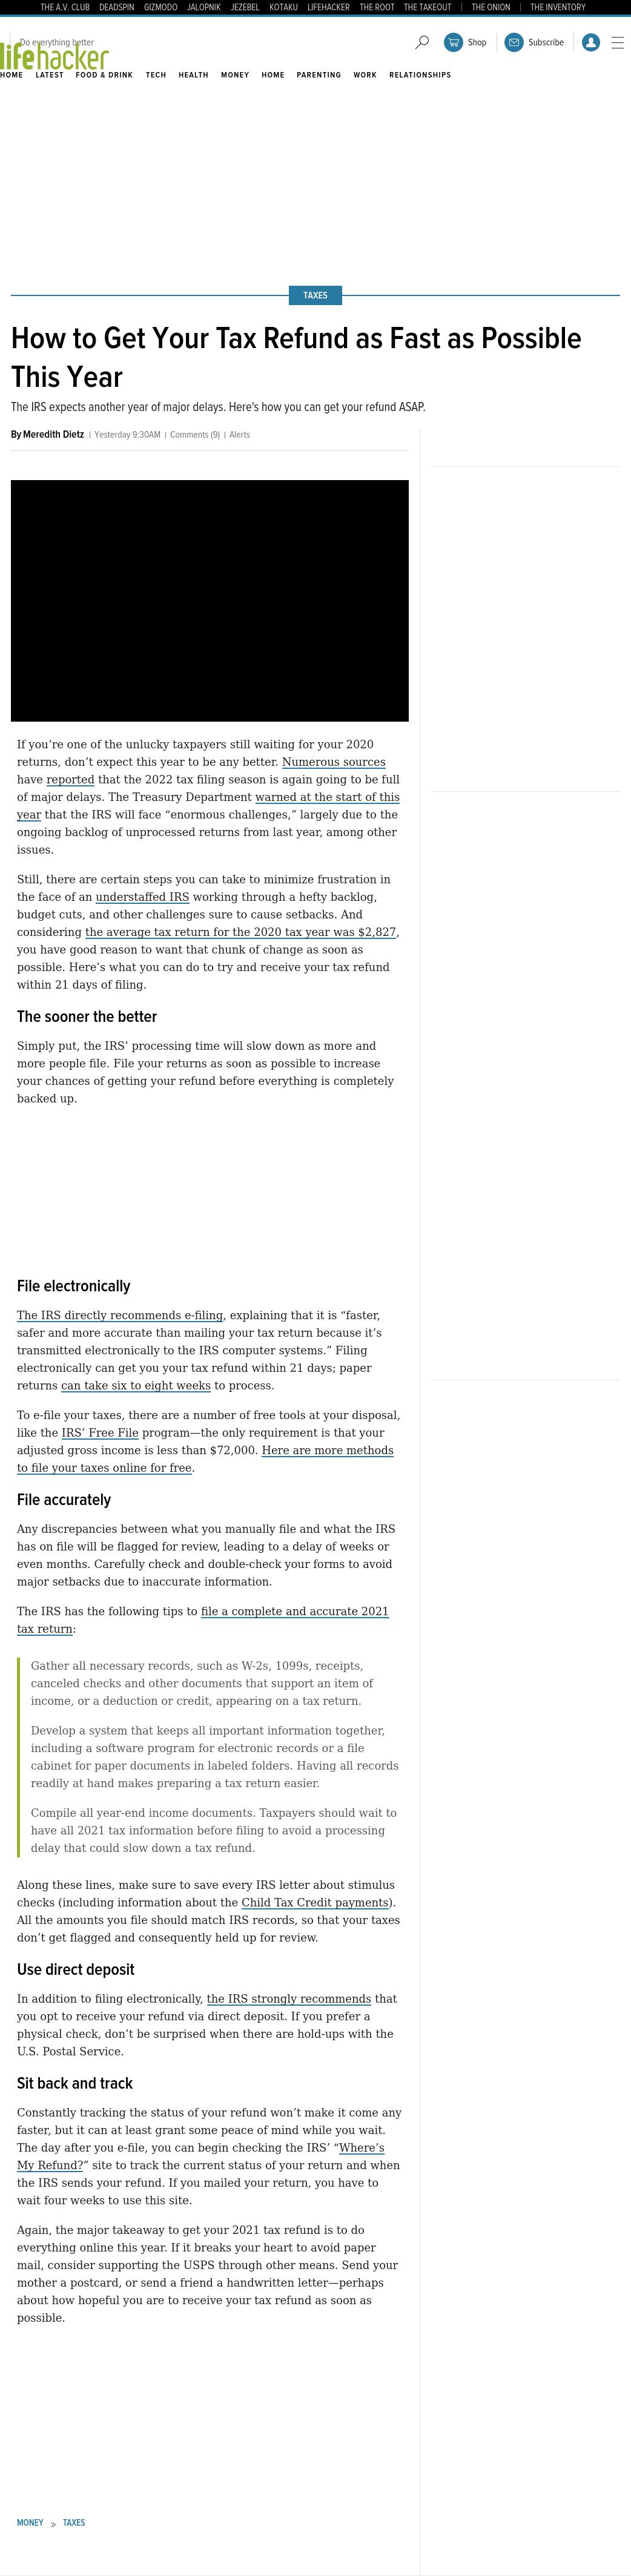 THE A.V. CLUB DEADSPIN GIZMODO JALOPNIK JEZEBEL KOTAKU LIFEHACKER THE ROOT THE TAKEOUT THE ONION THE INVENTORY
Do everything better
lifehacker
Shop Subscribe
HOME LATEST FOOD & DRINK TECH HEALTH MONEY HOME PARENTING WORK RELATIONSHIPS
TAXES
How to Get Your Tax Refund as Fast as Possible
This Year
The IRS expects another year of major delays. Here's how you can get your refund ASAP.
By Meredith Dietz | Yesterday 9:30AM | Comments (9) | Alerts
If you’re one of the unlucky taxpayers still waiting for your 2020
returns, don’t expect this year to be any better. Numerous sources
have reported that the 2022 tax filing season is again going to be full
of major delays. The Treasury Department warned at the start of this
year that the IRS will face “enormous challenges,” largely due to the
ongoing backlog of unprocessed returns from last year, among other
issues.
Still, there are certain steps you can take to minimize frustration in
the face of an understaffed IRS working through a hefty backlog,
budget cuts, and other challenges sure to cause setbacks. And
considering the average tax return for the 2020 tax year was $2,827,
you have good reason to want that chunk of change as soon as
possible. Here’s what you can do to try and receive your tax refund
within 21 days of filing.
The sooner the better
Simply put, the IRS’ processing time will slow down as more and
more people file. File your returns as soon as possible to increase
your chances of getting your refund before everything is completely
backed up.
File electronically
The IRS directly recommends e-filing, explaining that it is “faster,
safer and more accurate than mailing your tax return because it’s
transmitted electronically to the IRS computer systems.” Filing
electronically can get you your tax refund within 21 days; paper
returns can take six to eight weeks to process.
To e-file your taxes, there are a number of free tools at your disposal,
like the IRS’ Free File program—the only requirement is that your
adjusted gross income is less than $72,000. Here are more methods
to file your taxes online for free.
File accurately
Any discrepancies between what you manually file and what the IRS
has on file will be flagged for review, leading to a delay of weeks or
even months. Carefully check and double-check your forms to avoid
major setbacks due to inaccurate information.
The IRS has the following tips to file a complete and accurate 2021
tax return:
Gather all necessary records, such as W-2s, 1099s, receipts,
canceled checks and other documents that support an item of
income, or a deduction or credit, appearing on a tax return.
Develop a system that keeps all important information together,
including a software program for electronic records or a file
cabinet for paper documents in labeled folders. Having all records
readily at hand makes preparing a tax return easier.
Compile all year-end income documents. Taxpayers should wait to
have all 2021 tax information before filing to avoid a processing
delay that could slow down a tax refund.
Along these lines, make sure to save every IRS letter about stimulus
checks (including information about the Child Tax Credit payments).
All the amounts you file should match IRS records, so that your taxes
don’t get flagged and consequently held up for review.
Use direct deposit
In addition to filing electronically, the IRS strongly recommends that
you opt to receive your refund via direct deposit. If you prefer a
physical check, don’t be surprised when there are hold-ups with the
U.S. Postal Service.
Sit back and track
Constantly tracking the status of your refund won’t make it come any
faster, but it can at least grant some peace of mind while you wait.
The day after you e-file, you can begin checking the IRS’ “Where’s
My Refund?” site to track the current status of your return and when
the IRS sends your refund. If you mailed your return, you have to
wait four weeks to use this site.
Again, the major takeaway to get your 2021 tax refund is to do
everything online this year. If it breaks your heart to avoid paper
mail, consider supporting the USPS through other means. Send your
mother a postcard, or send a friend a handwritten letter—perhaps
about how hopeful you are to receive your tax refund as soon as
possible.
MONEY » TAXES